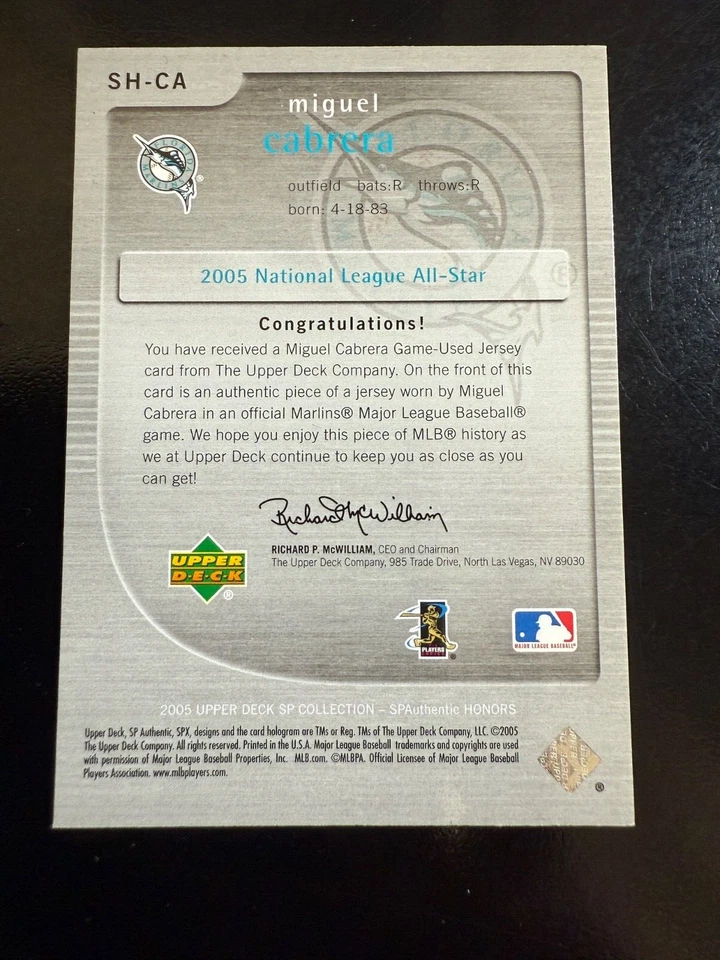 SH-CA
miguel
cabrera
outfield bats:R throws:R
born: 4-18-83
2005 National League All-Star
Congratulations!
You have received a Miguel Cabrera Game-Used Jersey
card from The Upper Deck Company. On the front of this
card is an authentic piece of a jersey worn by Miguel
Cabrera in an official Marlins® Major League Baseball®
game. We hope you enjoy this piece of MLB® history as
we at Upper Deck continue to keep you as close as you
can get!
Richard McWilliam
RICHARD P. McWILLIAM, CEO and Chairman
The Upper Deck Company, 985 Trade Drive, North Las Vegas, NV 89030
UPPER
D·E·C·K
®
PLAYERS
CHOICE
®
MAJOR LEAGUE BASEBALL®
2005 UPPER DECK SP COLLECTION – SPAuthentic HONORS
Upper Deck, SP Authentic, SPX, designs and the card hologram are TMs or Reg. TMs of The Upper Deck Company, LLC. ©2005
The Upper Deck Company. All rights reserved. Printed in the U.S.A. Major League Baseball trademarks and copyrights are used
with permission of Major League Baseball Properties, Inc. MLB.com. ©MLBPA. Official Licensee of Major League Baseball
Players Association. www.mlbplayers.com.
®